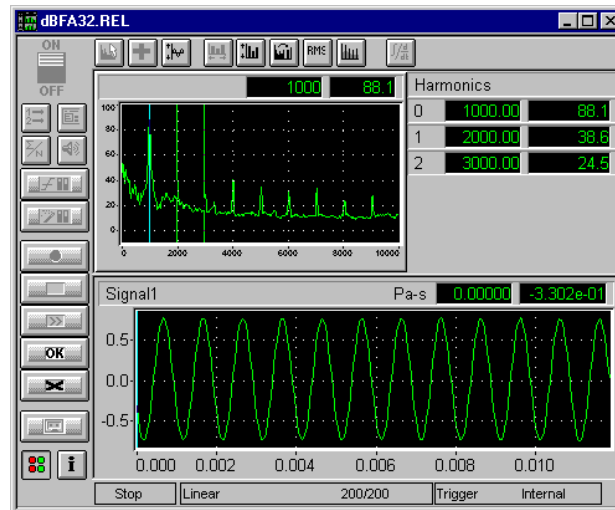 dBFA32.REL
ON
OFF
RMS
1000 88.1
Harmonics
0 1000.00 88.1
1 2000.00 38.6
2 3000.00 24.5
100
80
60
40
20
0
0 2000 4000 6000 8000 10000
Signal1 Pa-s 0.00000 -3.302e-01
0.5
0.0
-0.5
0.000 0.002 0.004 0.006 0.008 0.010
OK
i
Stop Linear 200/200 Trigger Internal